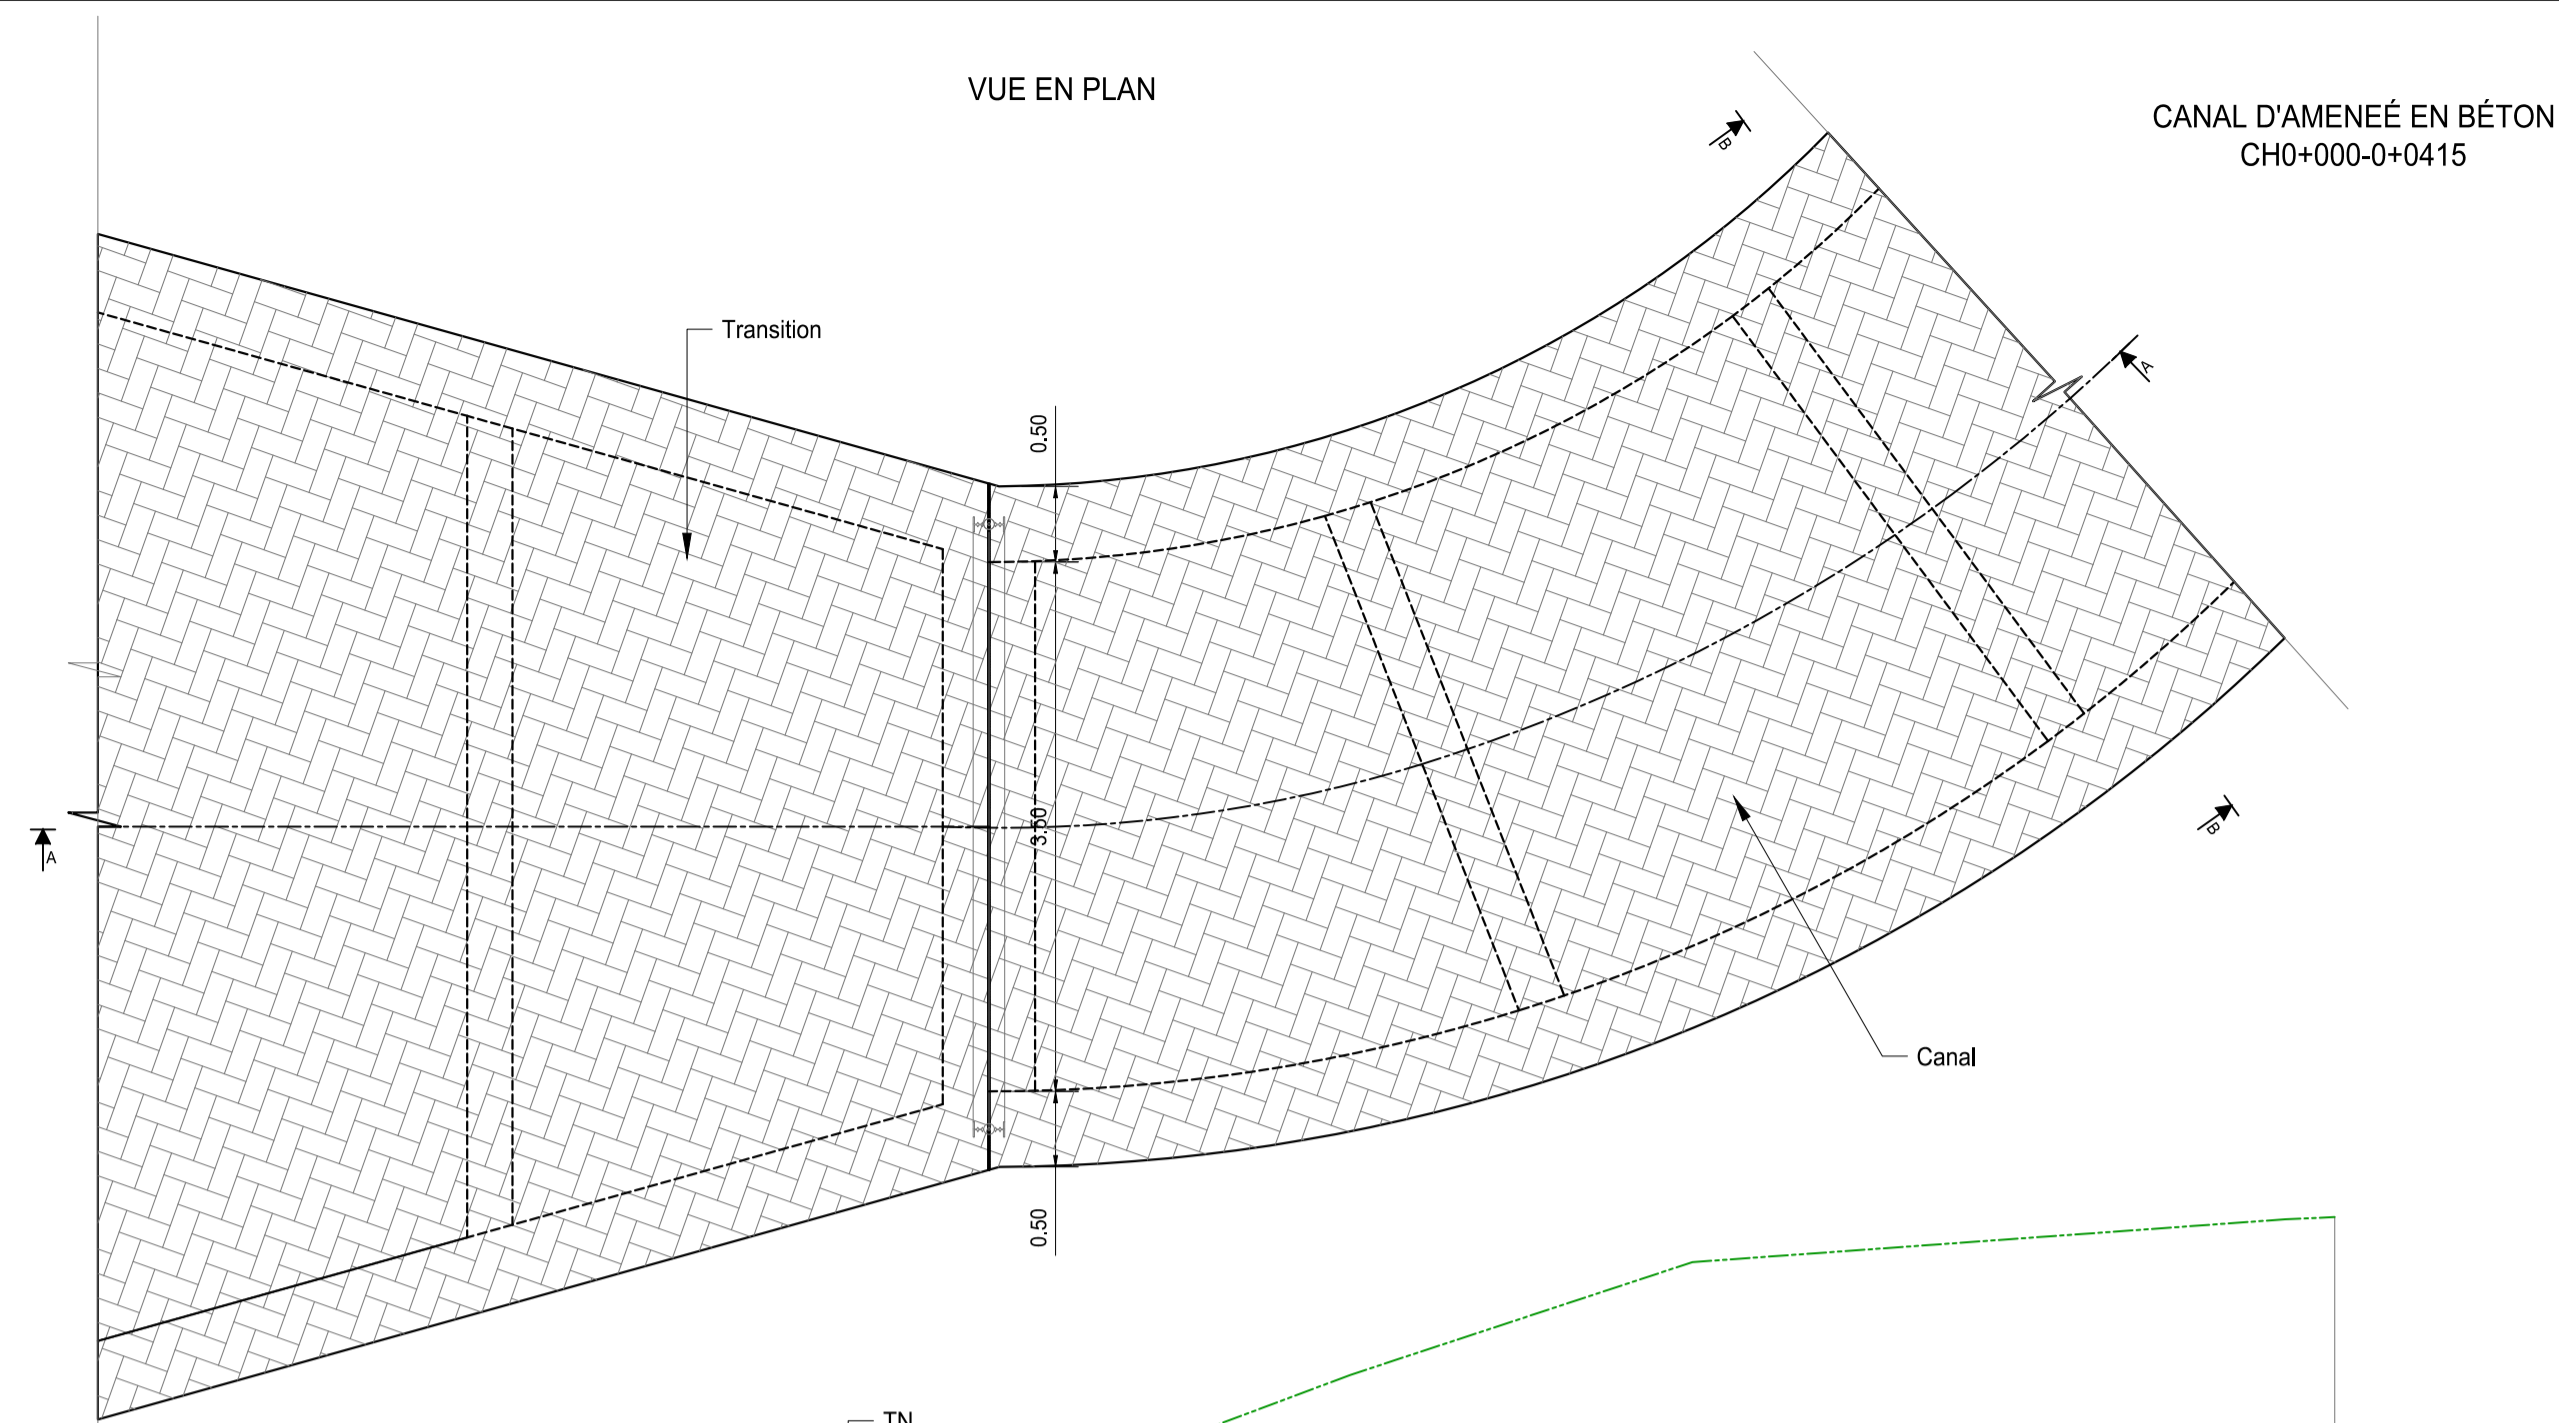 VUE EN PLAN
CANAL D'AMENEÉ EN BÉTON
CH0+000-0+0415
B
Transition
A
0.50
3.50
A
B
Canal
0.50
TN